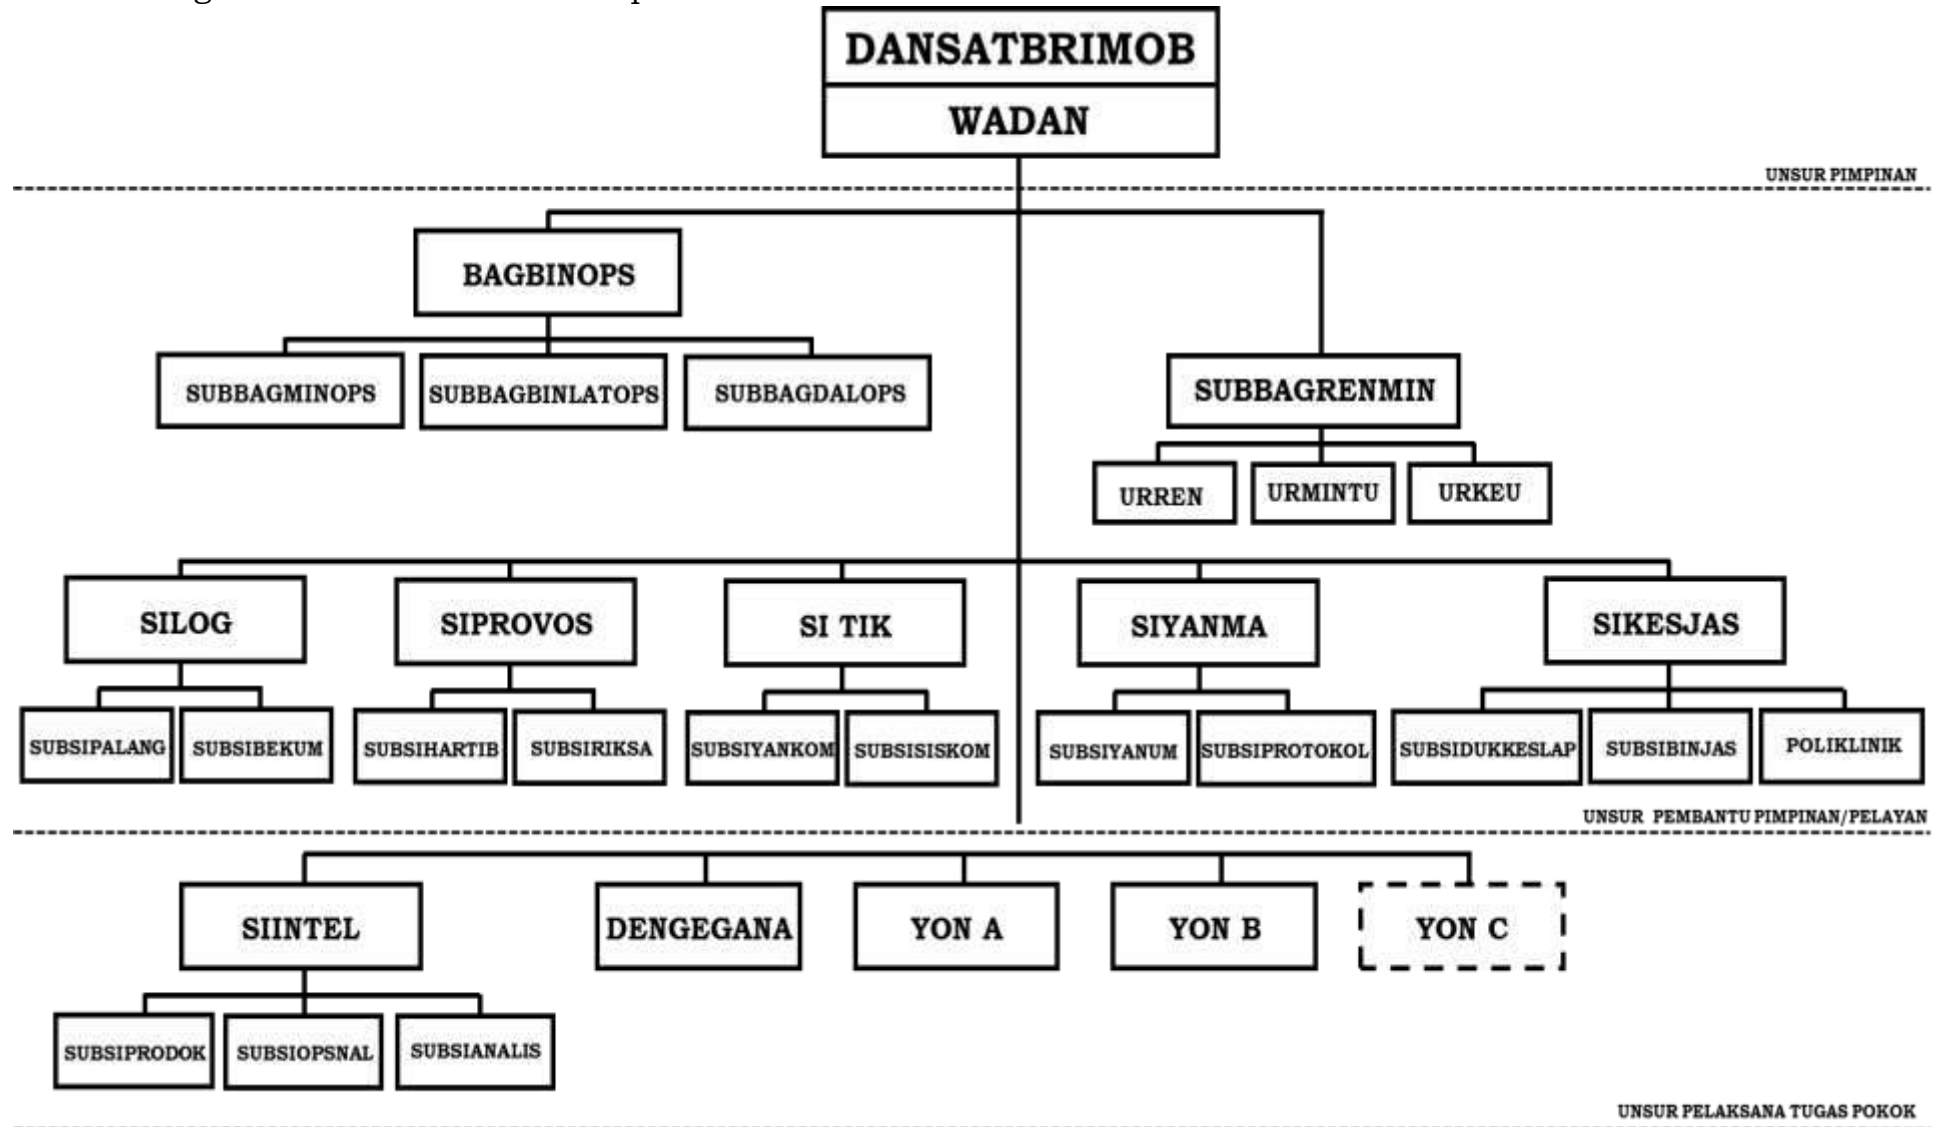 DANSATBRIMOB
WADAN
UNSUR PIMPINAN
BAGBINOPS
SUBBAGMINOPS
SUBBAGBINLATOPS
SUBBAGDALOPS
SUBBAGRENMIN
URREN
URMINTU
URKEU
SILOG
SIPROVOS
SI TIK
SIYANMA
SIKESJAS
SUBSIPALANG
SUBSIBEKUM
SUBSIHARTIB
SUBSIRIKSA
SUBSIYANKOM
SUBSISISKOM
SUBSIYANUM
SUBSIPROTOKOL
SUBSIDUKKESLAP
SUBSIBINJAS
POLIKLINIK
UNSUR PEMBANTU PIMPINAN/PELAYAN
SIINTEL
DENGEGANA
YON A
YON B
YON C
SUBSIPRODOK
SUBSIOPSNAL
SUBSIANALIS
UNSUR PELAKSANA TUGAS POKOK